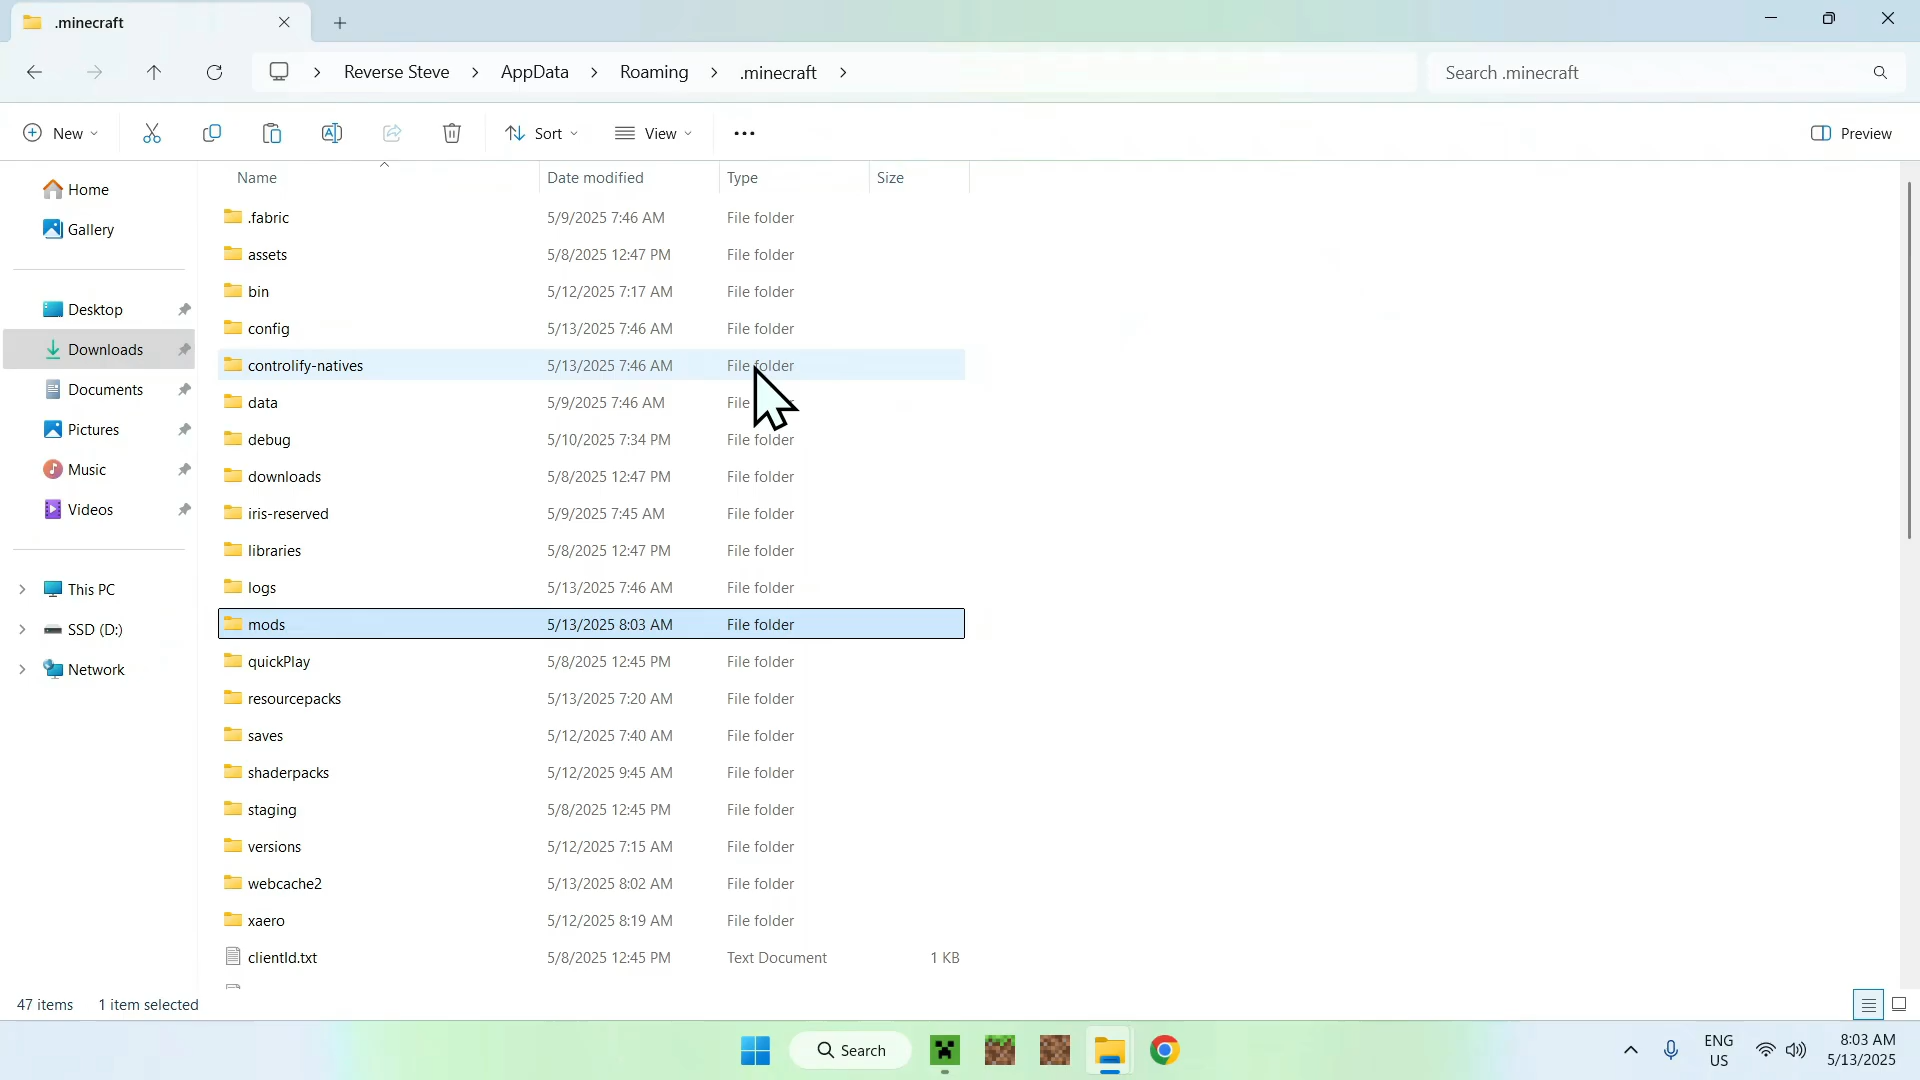 .minecraft
Reverse Steve > AppData > Roaming > .minecraft >
Search .minecraft
New
Sort
View
Preview
Name Date modified Type Size
Home
Gallery
Desktop
Downloads
Documents
Pictures
Music
Videos
This PC
SSD (D:)
Network
.fabric 5/9/2025 7:46 AM File folder
assets 5/8/2025 12:47 PM File folder
bin 5/12/2025 7:17 AM File folder
config 5/13/2025 7:46 AM File folder
controlify-natives 5/13/2025 7:46 AM File folder
data 5/9/2025 7:46 AM File
debug 5/10/2025 7:34 PM File folder
downloads 5/8/2025 12:47 PM File folder
iris-reserved 5/9/2025 7:45 AM File folder
libraries 5/8/2025 12:47 PM File folder
logs 5/13/2025 7:46 AM File folder
mods 5/13/2025 8:03 AM File folder
quickPlay 5/8/2025 12:45 PM File folder
resourcepacks 5/13/2025 7:20 AM File folder
saves 5/12/2025 7:40 AM File folder
shaderpacks 5/12/2025 9:45 AM File folder
staging 5/8/2025 12:45 PM File folder
versions 5/12/2025 7:15 AM File folder
webcache2 5/13/2025 8:02 AM File folder
xaero 5/12/2025 8:19 AM File folder
clientId.txt 5/8/2025 12:45 PM Text Document 1 KB
47 items 1 item selected
Search
ENG
US
8:03 AM
5/13/2025